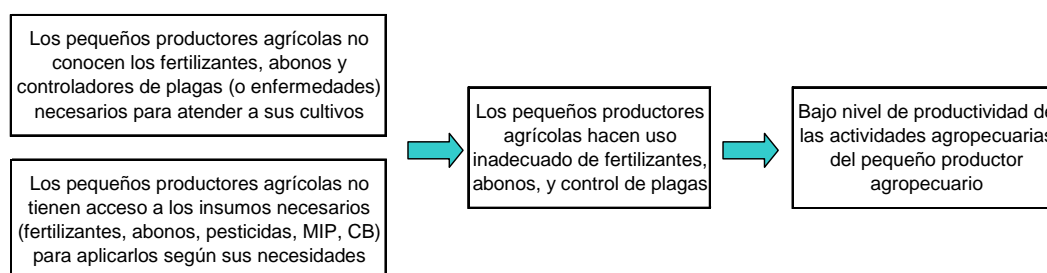 Los pequeños productores agrícolas no
conocen los fertilizantes, abonos y
controladores de plagas (o enfermedades)
necesarios para atender a sus cultivos
Los pequeños productores agrícolas no
tienen acceso a los insumos necesarios
(fertilizantes, abonos, pesticidas, MIP, CB)
para aplicarlos según sus necesidades
Los pequeños productores
agrícolas hacen uso
inadecuado de fertilizantes,
abonos, y control de plagas
Bajo nivel de productividad de
las actividades agropecuarias
del pequeño productor
agropecuario